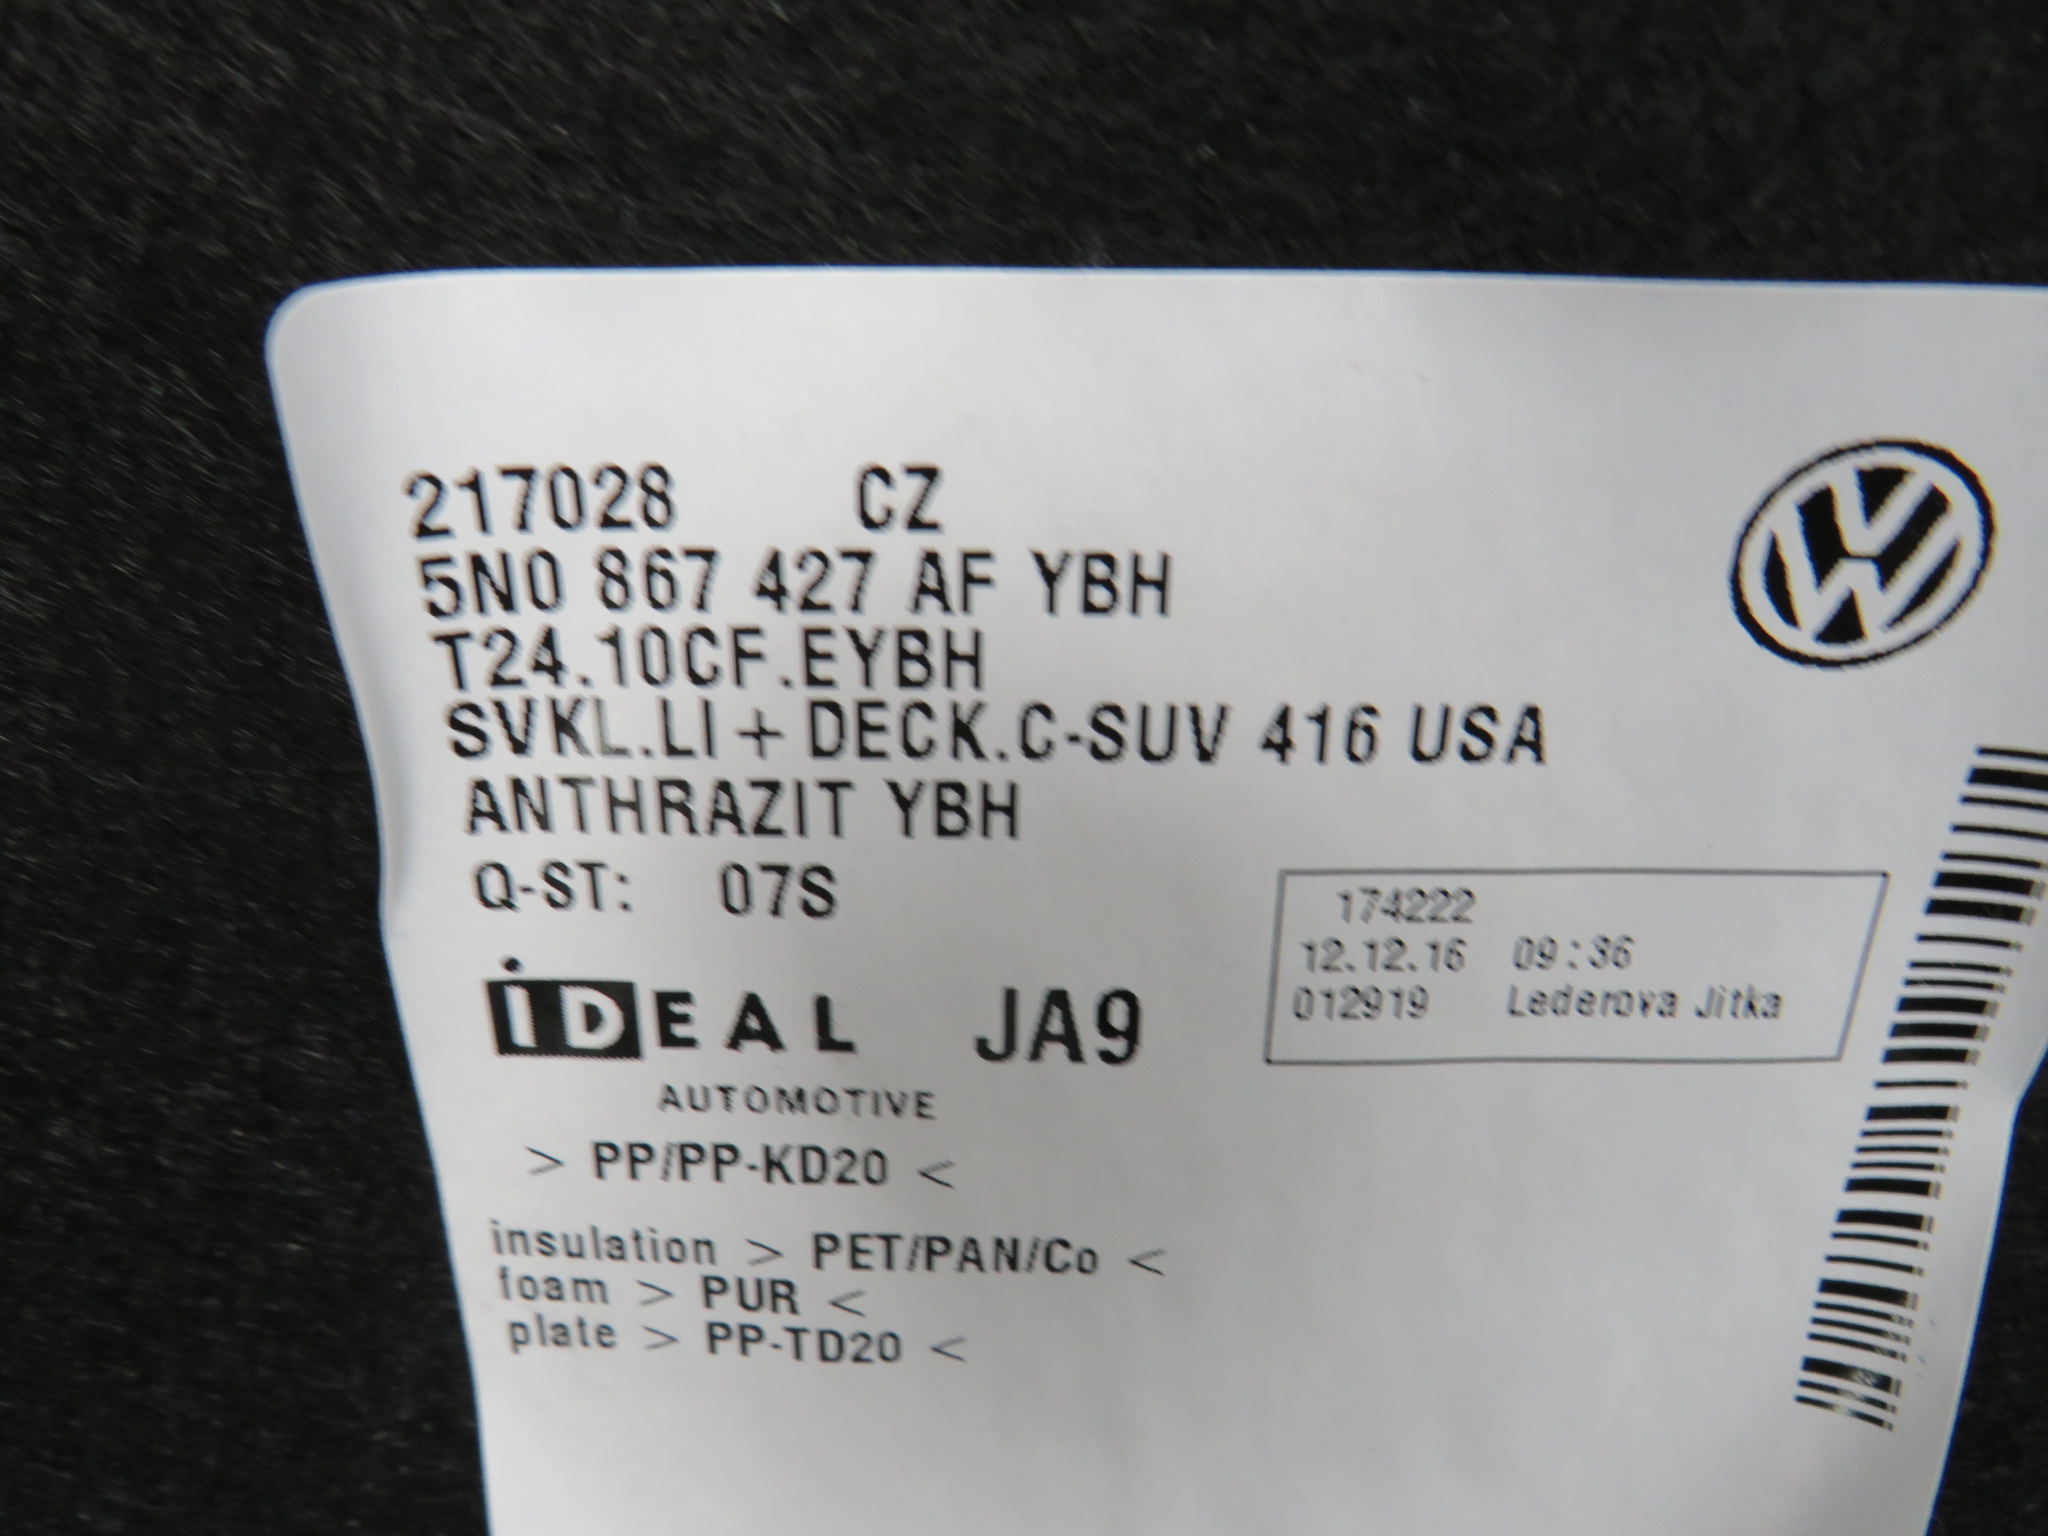 217028 CZ
5N0 867 427 AF YBH
T24.10CF.EYBH
SVKL.LI + DECK.C-SUV 416 USA
ANTHRAZIT YBH
Q-ST: 07S
174222
12.12.16 09:36
012919 Lederova Jitka
iDEAL JA9
AUTOMOTIVE
> PP/PP-KD20 <
insulation > PET/PAN/Co <
foam > PUR <
plate > PP-TD20 <